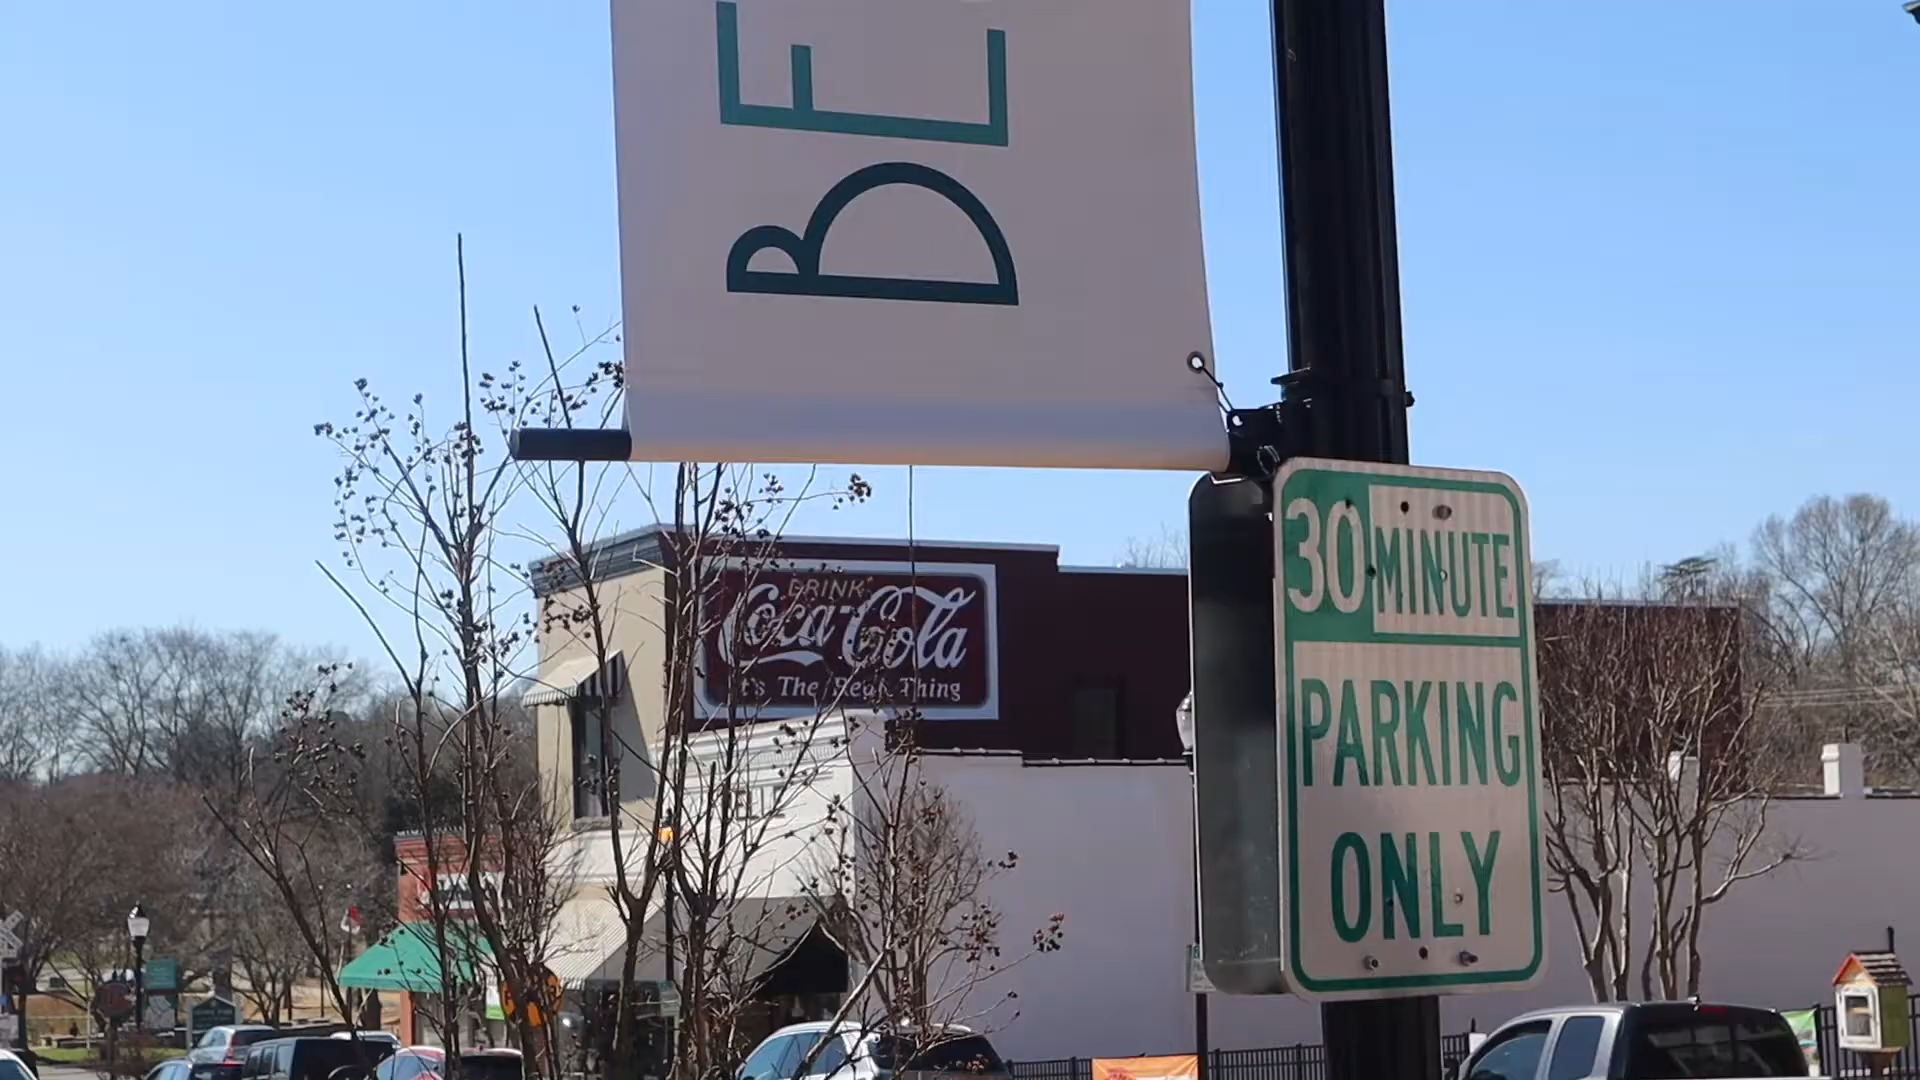 BE
30 MINUTE
PARKING
ONLY
DRINK
Coca-Cola
It's The Real Thing